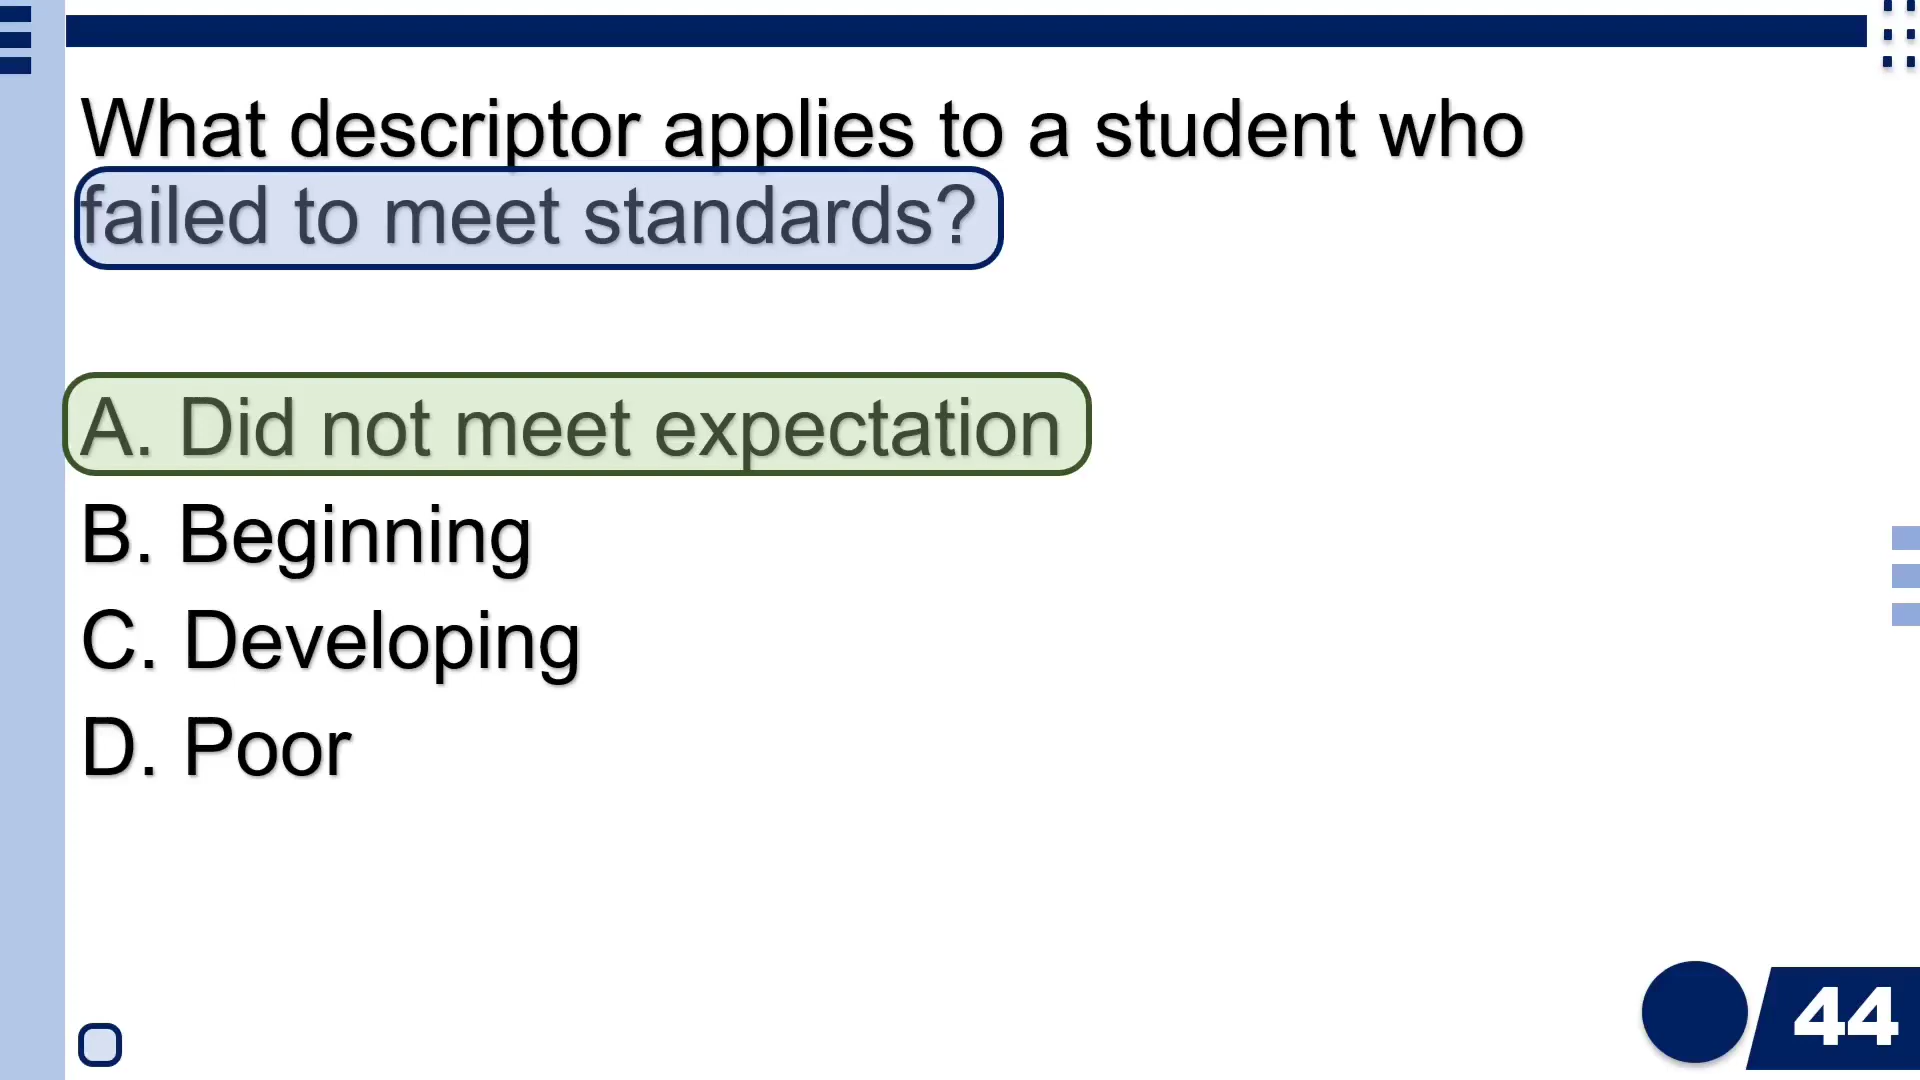 What descriptor applies to a student who
failed to meet standards?
A. Did not meet expectation
B. Beginning
C. Developing
D. Poor
44